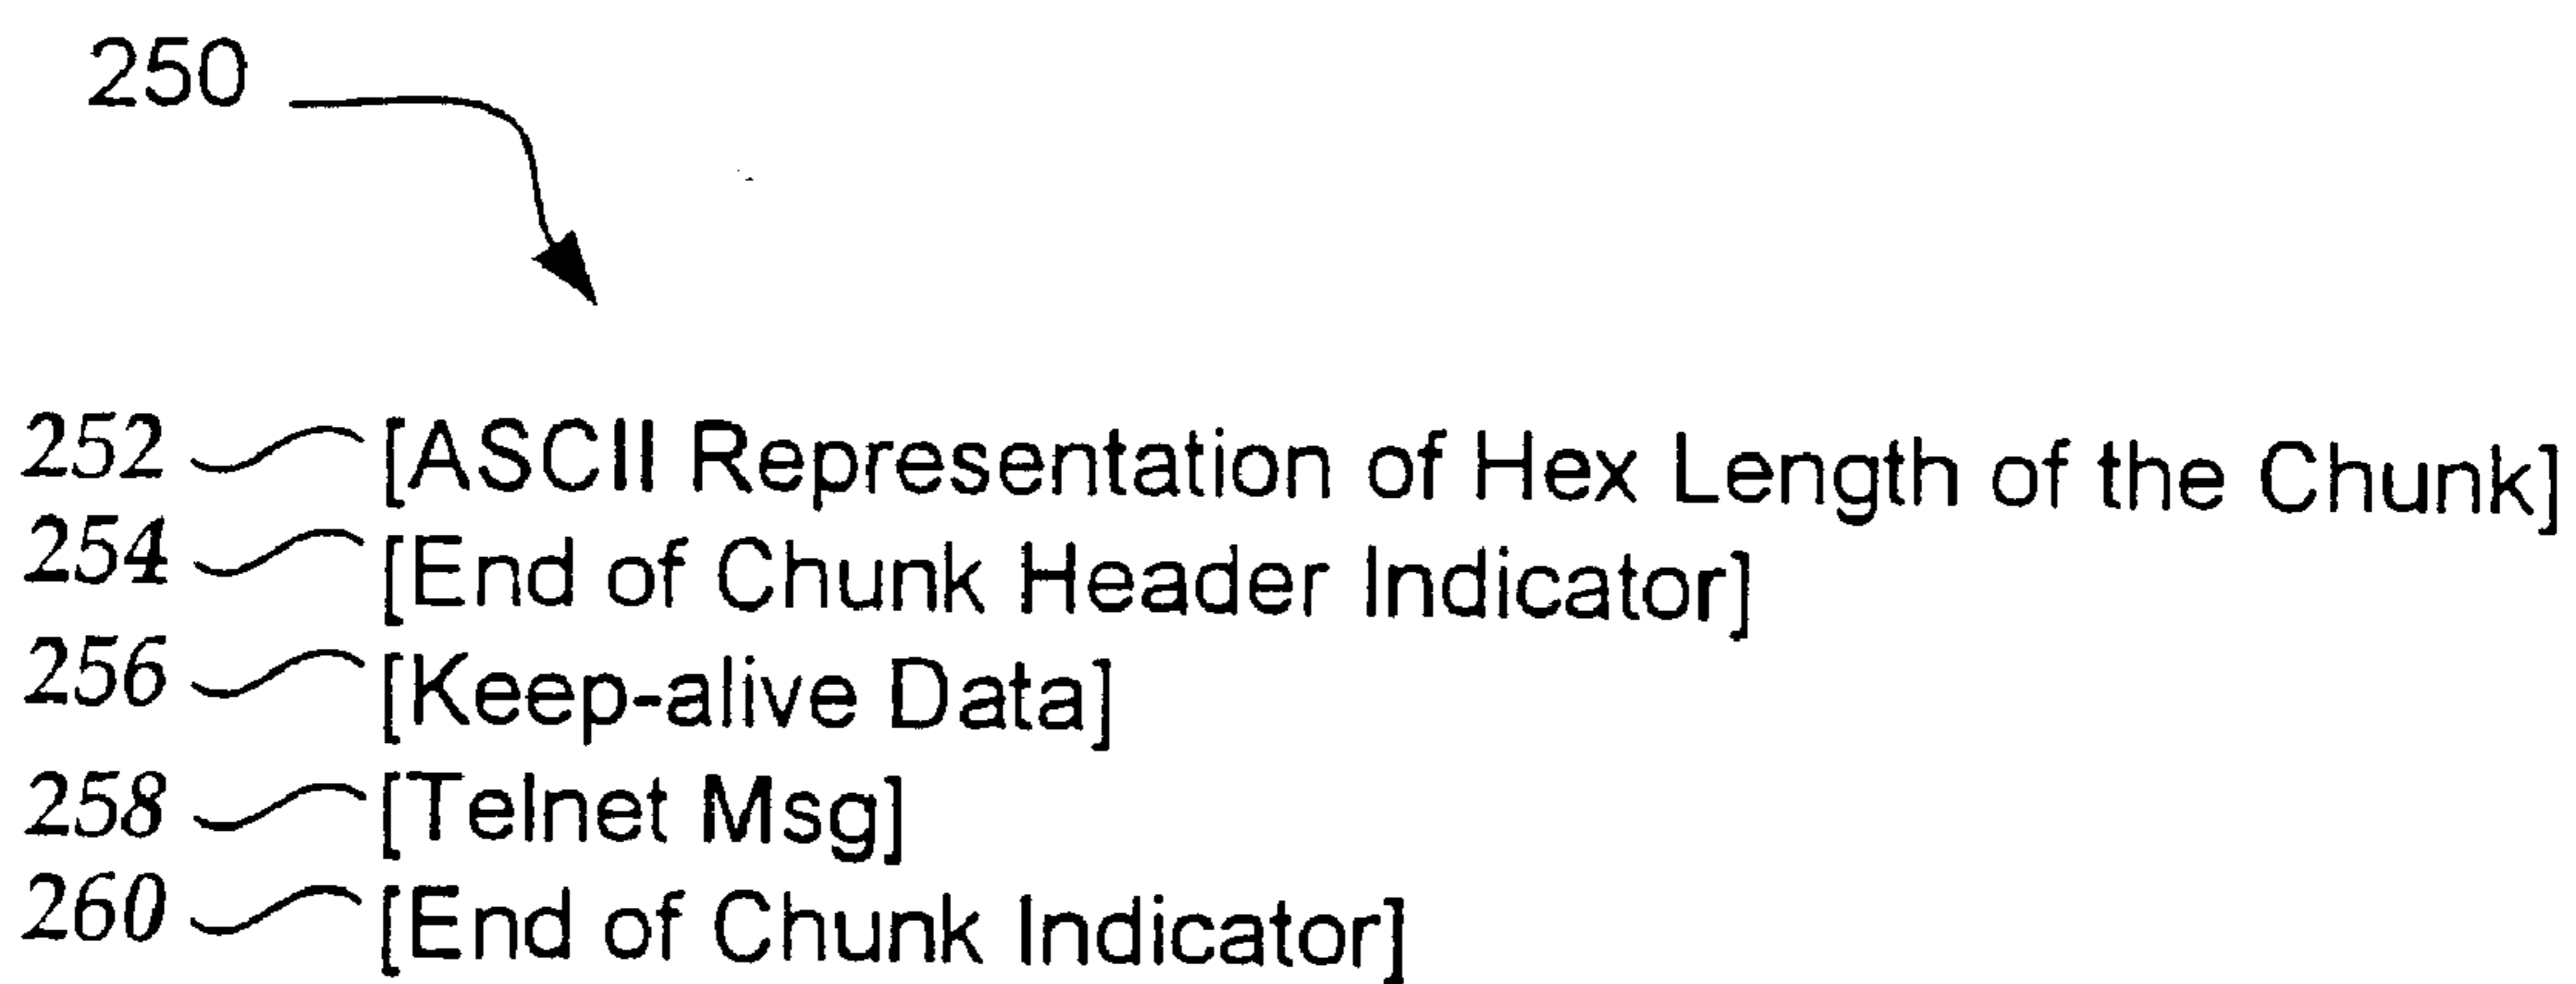 250
252 [ASCII Representation of Hex Length of the Chunk]
254 [End of Chunk Header Indicator]
256 [Keep-alive Data]
258 [Telnet Msg]
260 [End of Chunk Indicator]